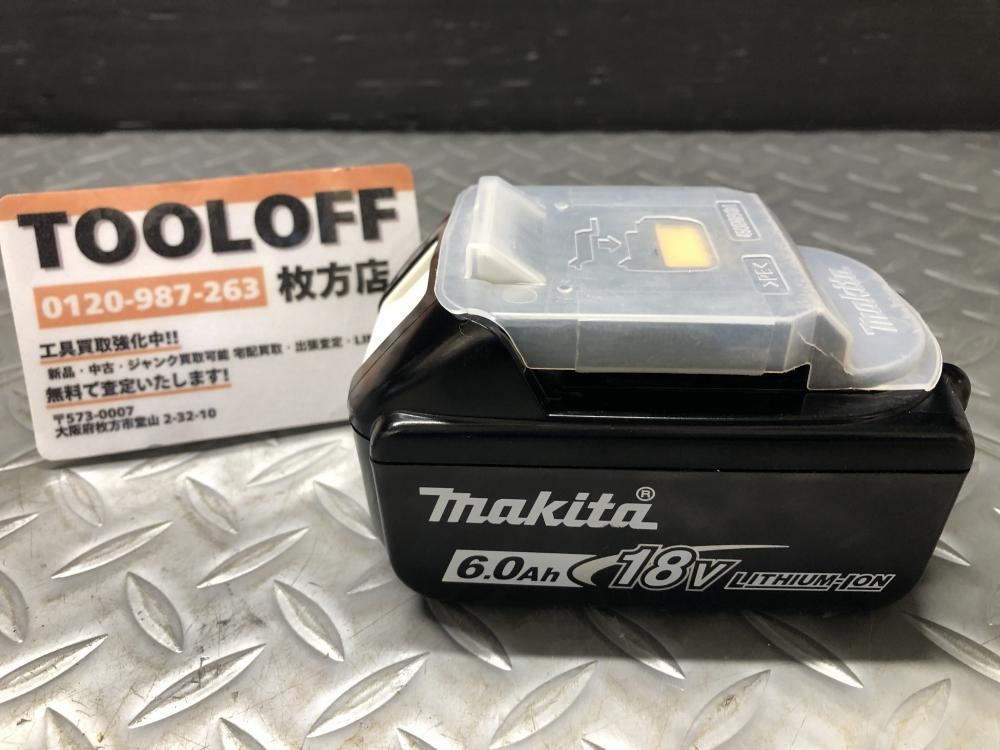 TOOLOFF
0120-987-263 枚方店
工具買取強化中!!
新品・中古・ジャンク買取可能 宅配買取・出張査定・LI
無料で査定いたします!
〒573-0007
大阪府枚方市堂山 2-32-10
>PE<
makita
makita®
6.0Ah 18V LITHIUM-ION